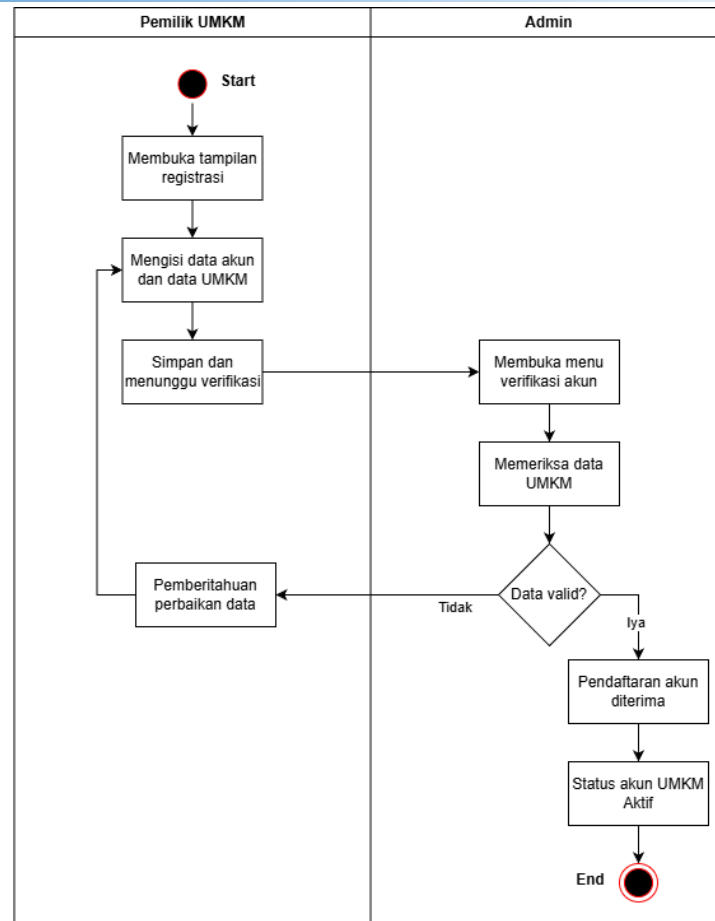 Pemilik UMKM
Admin
Start
Membuka tampilan
registrasi
Mengisi data akun
dan data UMKM
Simpan dan
menunggu verifikasi
Membuka menu
verifikasi akun
Memeriksa data
UMKM
Data valid?
Tidak
Pemberitahuan
perbaikan data
Iya
Pendaftaran akun
diterima
Status akun UMKM
Aktif
End